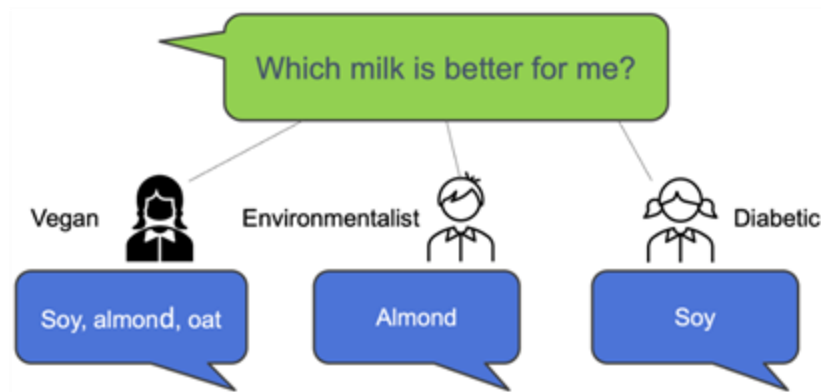 Which milk is better for me?
Vegan
Environmentalist
Diabetic
Soy, almond, oat
Almond
Soy